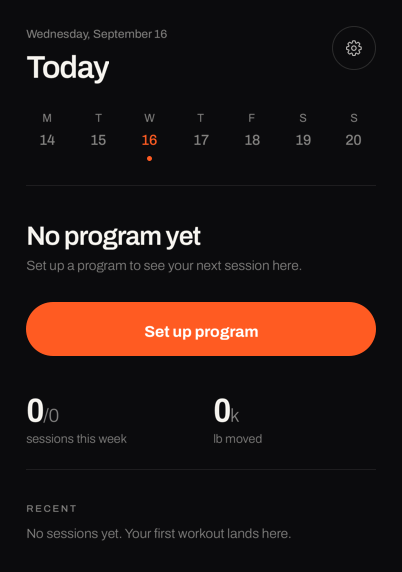 Wednesday, September 16
Today
M T W T F S S
14 15 16 17 18 19 20
No program yet
Set up a program to see your next session here.
Set up program
0/0 0k
sessions this week lb moved
RECENT
No sessions yet. Your first workout lands here.